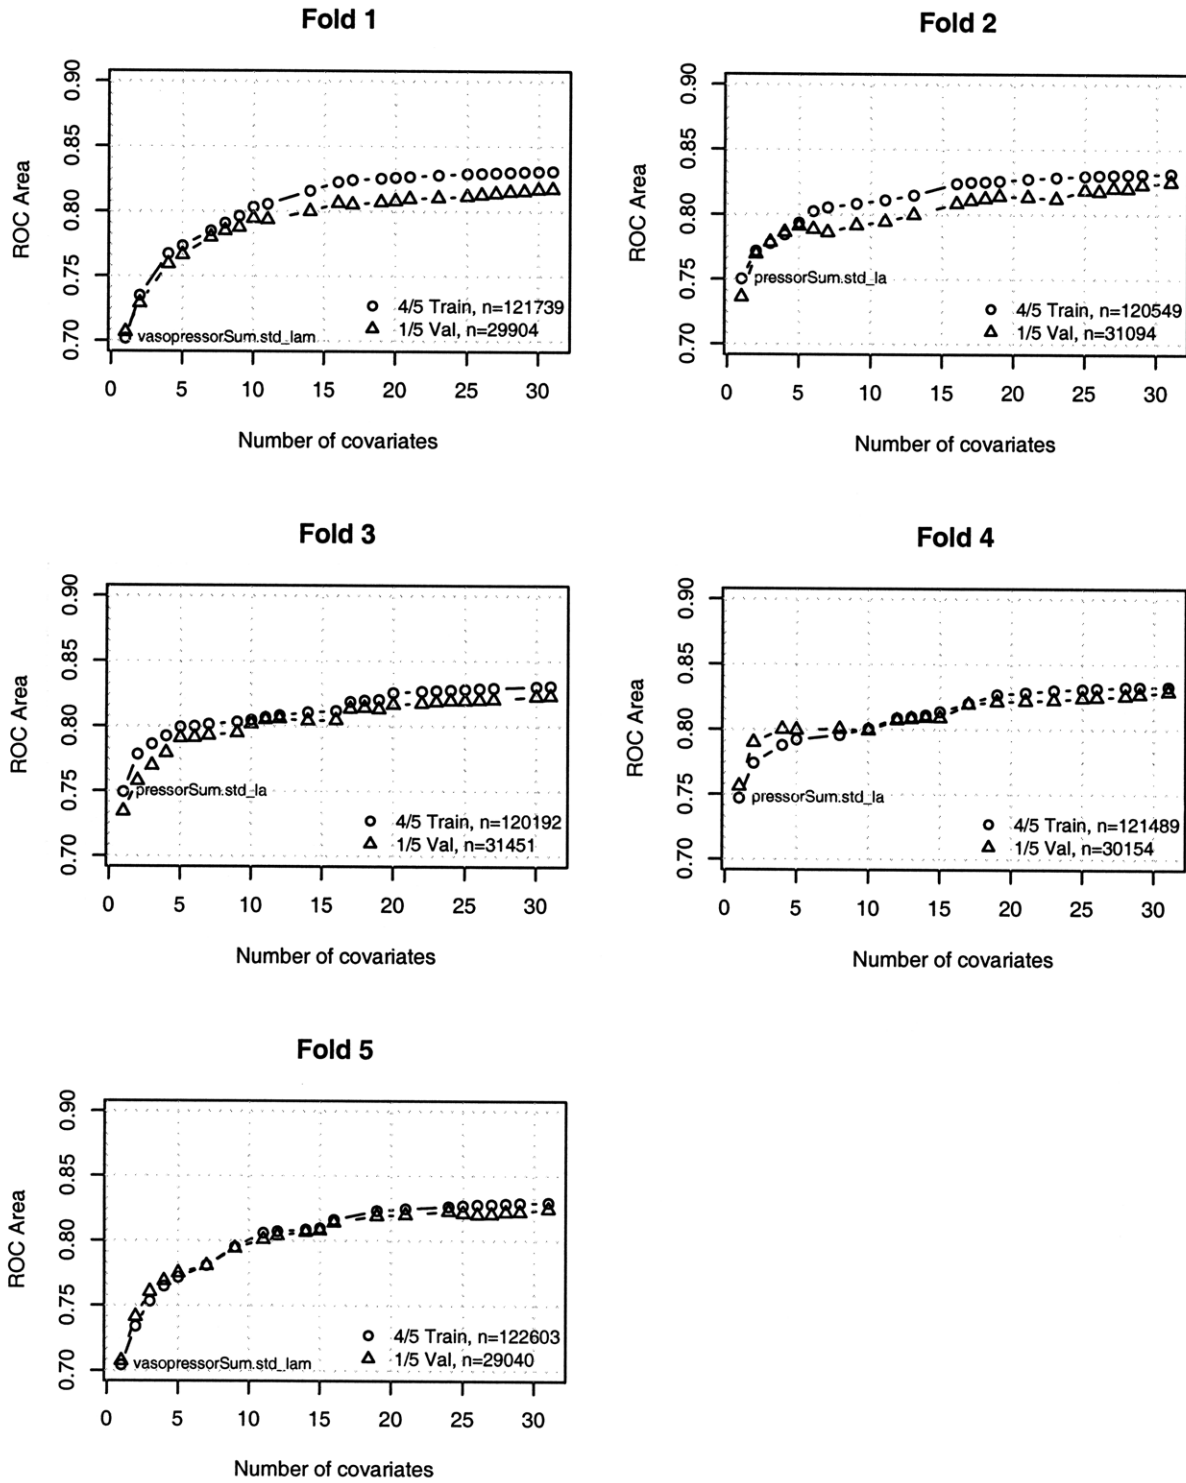 Fold 1
0.90
0.85
0.80
0.75
0.70
ROC Area
vasopressorSum.std_lam
4/5 Train, n=121739
1/5 Val, n=29904
0 5 10 15 20 25 30
Number of covariates
Fold 2
0.90
0.85
0.80
0.75
0.70
ROC Area
pressorSum.std_la
4/5 Train, n=120549
1/5 Val, n=31094
0 5 10 15 20 25 30
Number of covariates
Fold 3
0.90
0.85
0.80
0.75
0.70
ROC Area
pressorSum.std_la
4/5 Train, n=120192
1/5 Val, n=31451
0 5 10 15 20 25 30
Number of covariates
Fold 4
0.90
0.85
0.80
0.75
0.70
ROC Area
pressorSum.std_la
4/5 Train, n=121489
1/5 Val, n=30154
0 5 10 15 20 25 30
Number of covariates
Fold 5
0.90
0.85
0.80
0.75
0.70
ROC Area
vasopressorSum.std_lam
4/5 Train, n=122603
1/5 Val, n=29040
0 5 10 15 20 25 30
Number of covariates